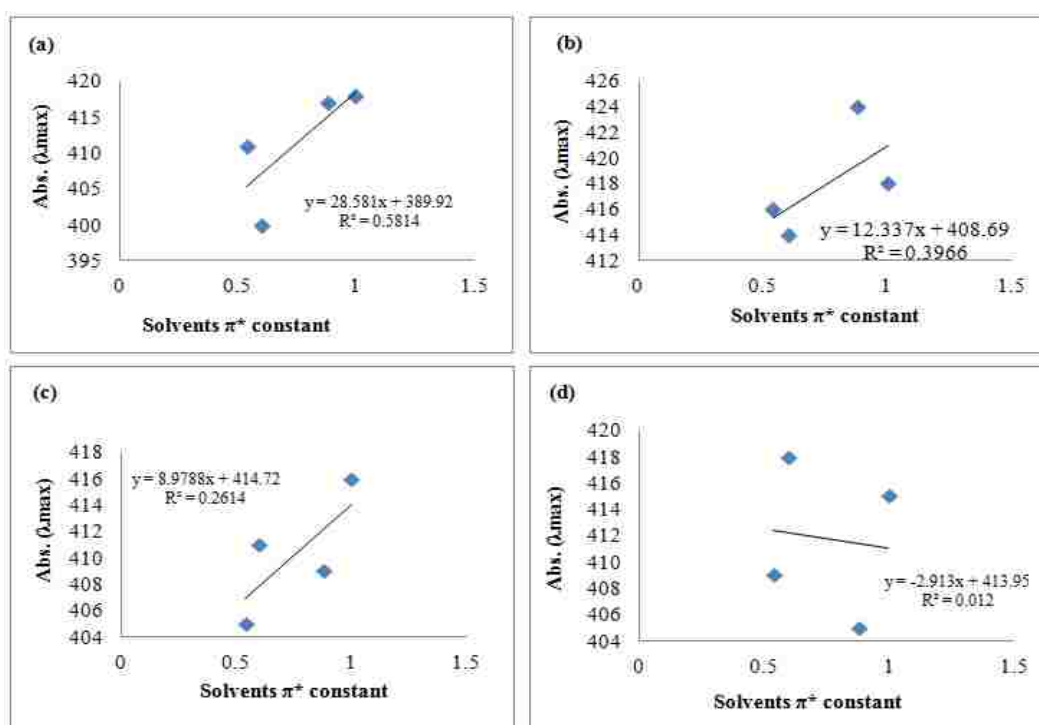 (a)
420
415
410
405
400
395
Abs. (λmax)
y = 28.581x + 389.92
R² = 0.5814
0
0.5
1
1.5
Solvents π* constant
(b)
426
424
422
420
418
416
414
412
Abs. (λmax)
y = 12.337x + 408.69
R² = 0.3966
0
0.5
1
1.5
Solvents π* constant
(c)
418
416
414
412
410
408
406
404
Abs. (λmax)
y = 8.9788x + 414.72
R² = 0.2614
0
0.5
1
1.5
Solvents π* constant
(d)
420
418
416
414
412
410
408
406
404
Abs. (λmax)
y = -2.913x + 413.95
R² = 0.012
0
0.5
1
1.5
Solvents π* constant